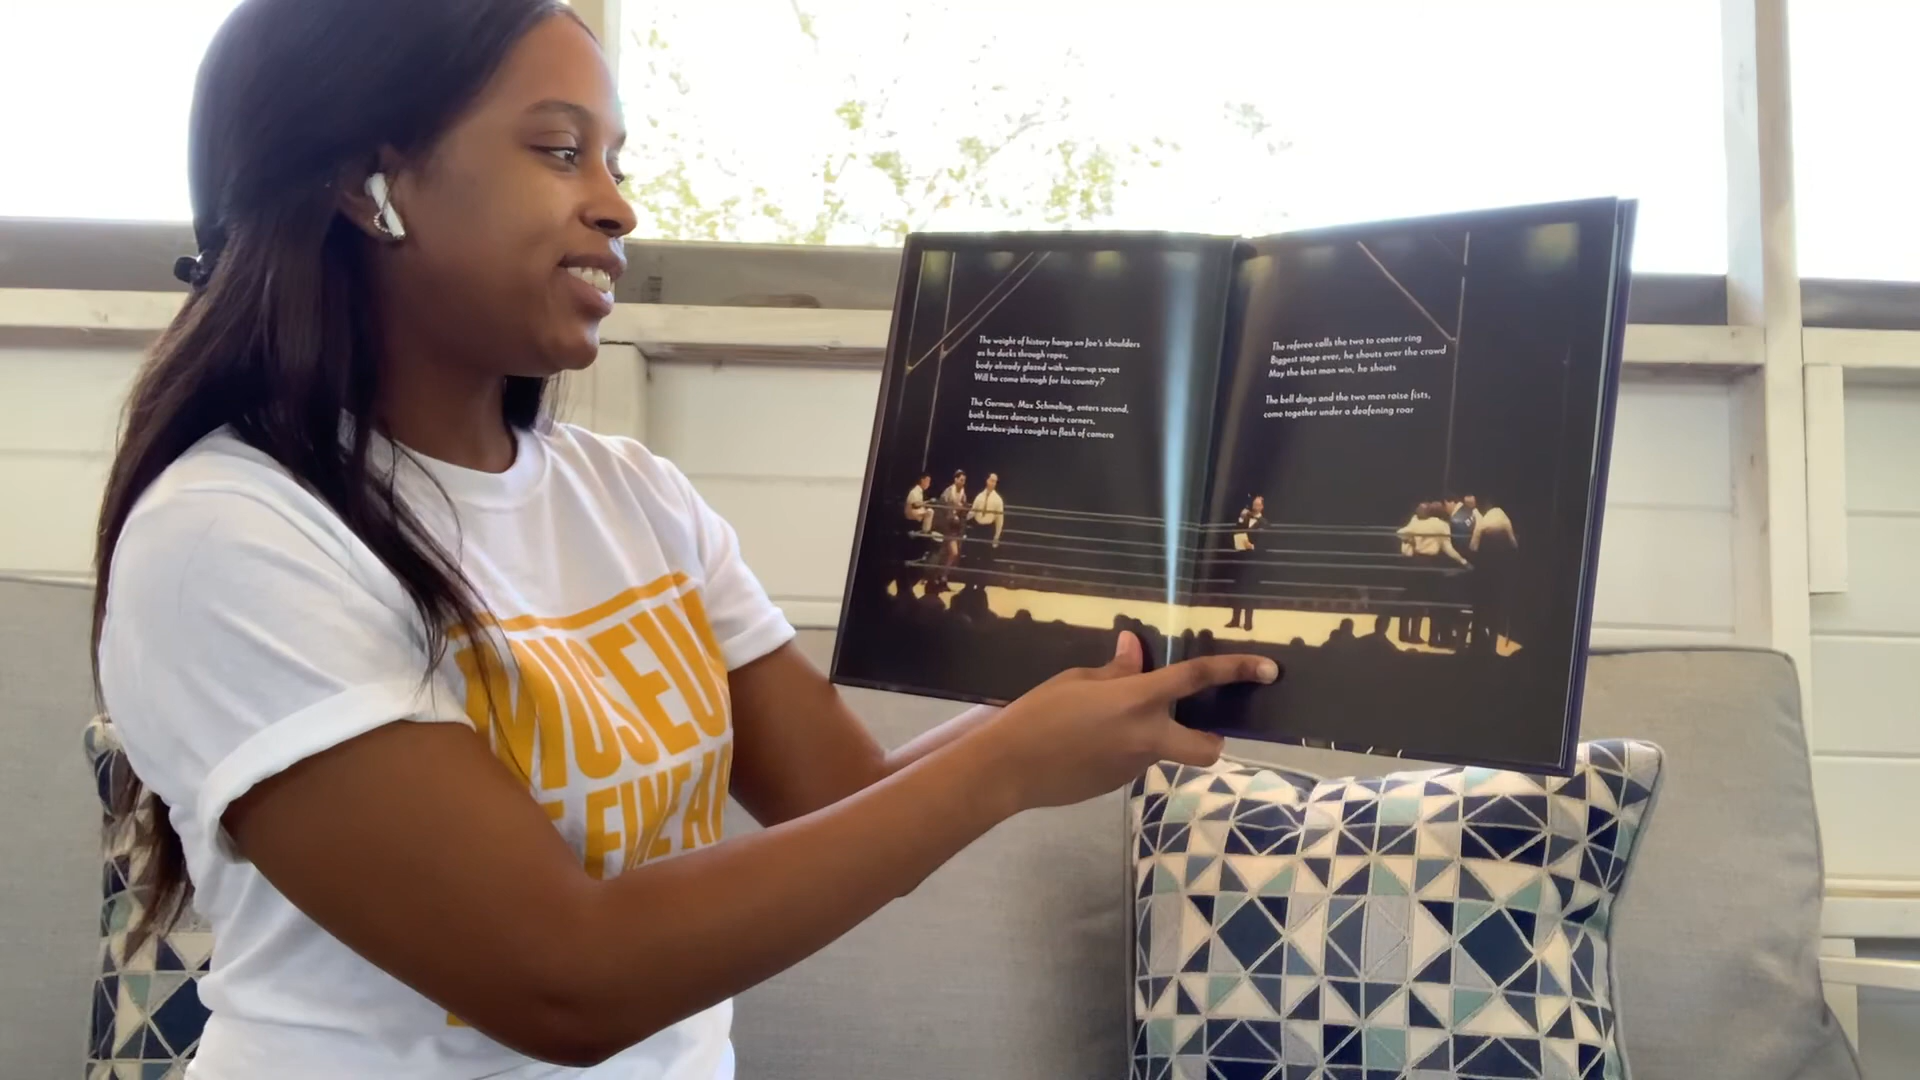 MUSEUM
OF FINE AR
The weight of history hangs on Joe's shoulders
as he ducks through ropes,
body already glazed with warm-up sweat
Will he come through for his country?
The German, Max Schmeling, enters second,
both boxers dancing in their corners,
shadowbox-jabs caught in flash of camera
The referee calls the two to center ring
Biggest stage ever, he shouts over the crowd
May the best man win, he shouts
The bell dings and the two men raise fists,
come together under a deafening roar